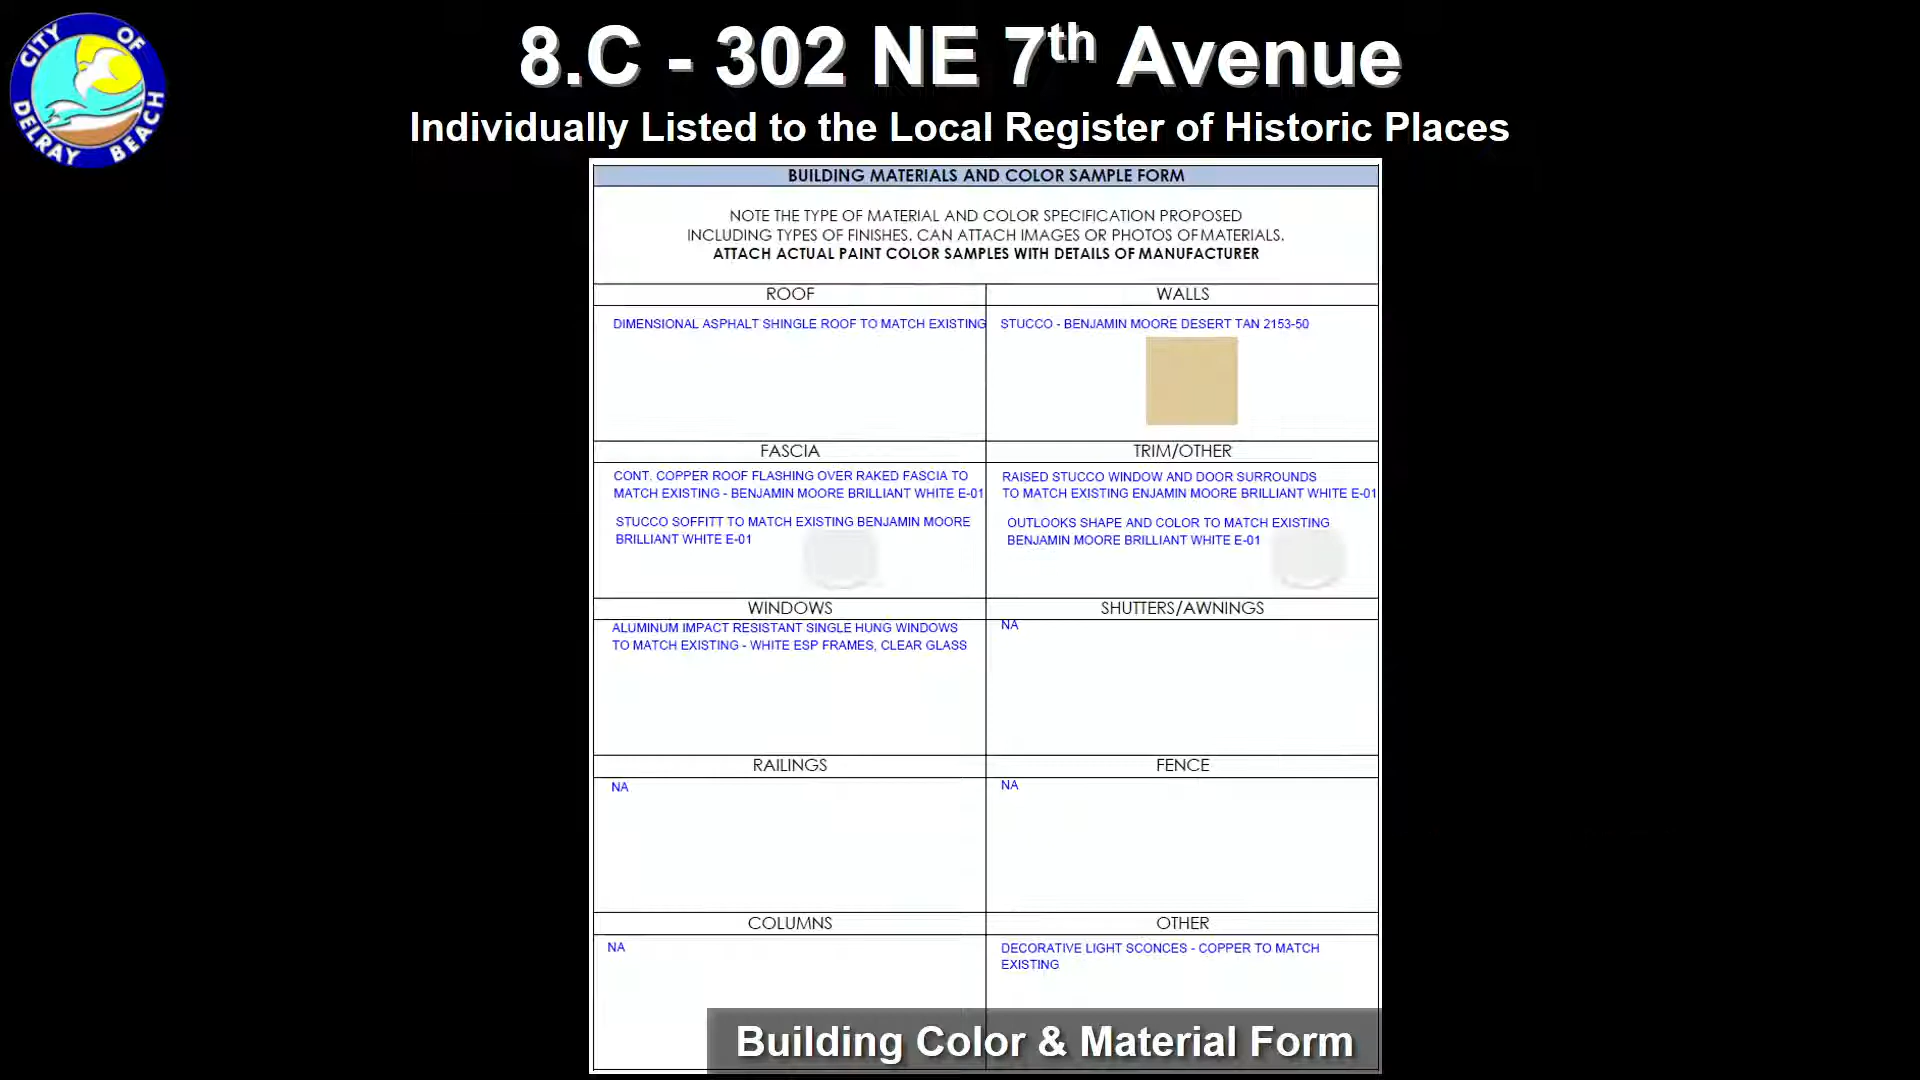 CITY OF
DELRAY BEACH
8.C - 302 NE 7th Avenue
Individually Listed to the Local Register of Historic Places
BUILDING MATERIALS AND COLOR SAMPLE FORM
NOTE THE TYPE OF MATERIAL AND COLOR SPECIFICATION PROPOSED
INCLUDING TYPES OF FINISHES. CAN ATTACH IMAGES OR PHOTOS OF MATERIALS.
ATTACH ACTUAL PAINT COLOR SAMPLES WITH DETAILS OF MANUFACTURER
ROOF
DIMENSIONAL ASPHALT SHINGLE ROOF TO MATCH EXISTING
WALLS
STUCCO - BENJAMIN MOORE DESERT TAN 2153-50
FASCIA
CONT. COPPER ROOF FLASHING OVER RAKED FASCIA TO
MATCH EXISTING - BENJAMIN MOORE BRILLIANT WHITE E-01
STUCCO SOFFITT TO MATCH EXISTING BENJAMIN MOORE
BRILLIANT WHITE E-01
TRIM/OTHER
RAISED STUCCO WINDOW AND DOOR SURROUNDS
TO MATCH EXISTING ENJAMIN MOORE BRILLIANT WHITE E-01
OUTLOOKS SHAPE AND COLOR TO MATCH EXISTING
BENJAMIN MOORE BRILLIANT WHITE E-01
WINDOWS
ALUMINUM IMPACT RESISTANT SINGLE HUNG WINDOWS
TO MATCH EXISTING - WHITE ESP FRAMES, CLEAR GLASS
SHUTTERS/AWNINGS
NA
RAILINGS
NA
FENCE
NA
COLUMNS
NA
OTHER
DECORATIVE LIGHT SCONCES - COPPER TO MATCH
EXISTING
Building Color & Material Form